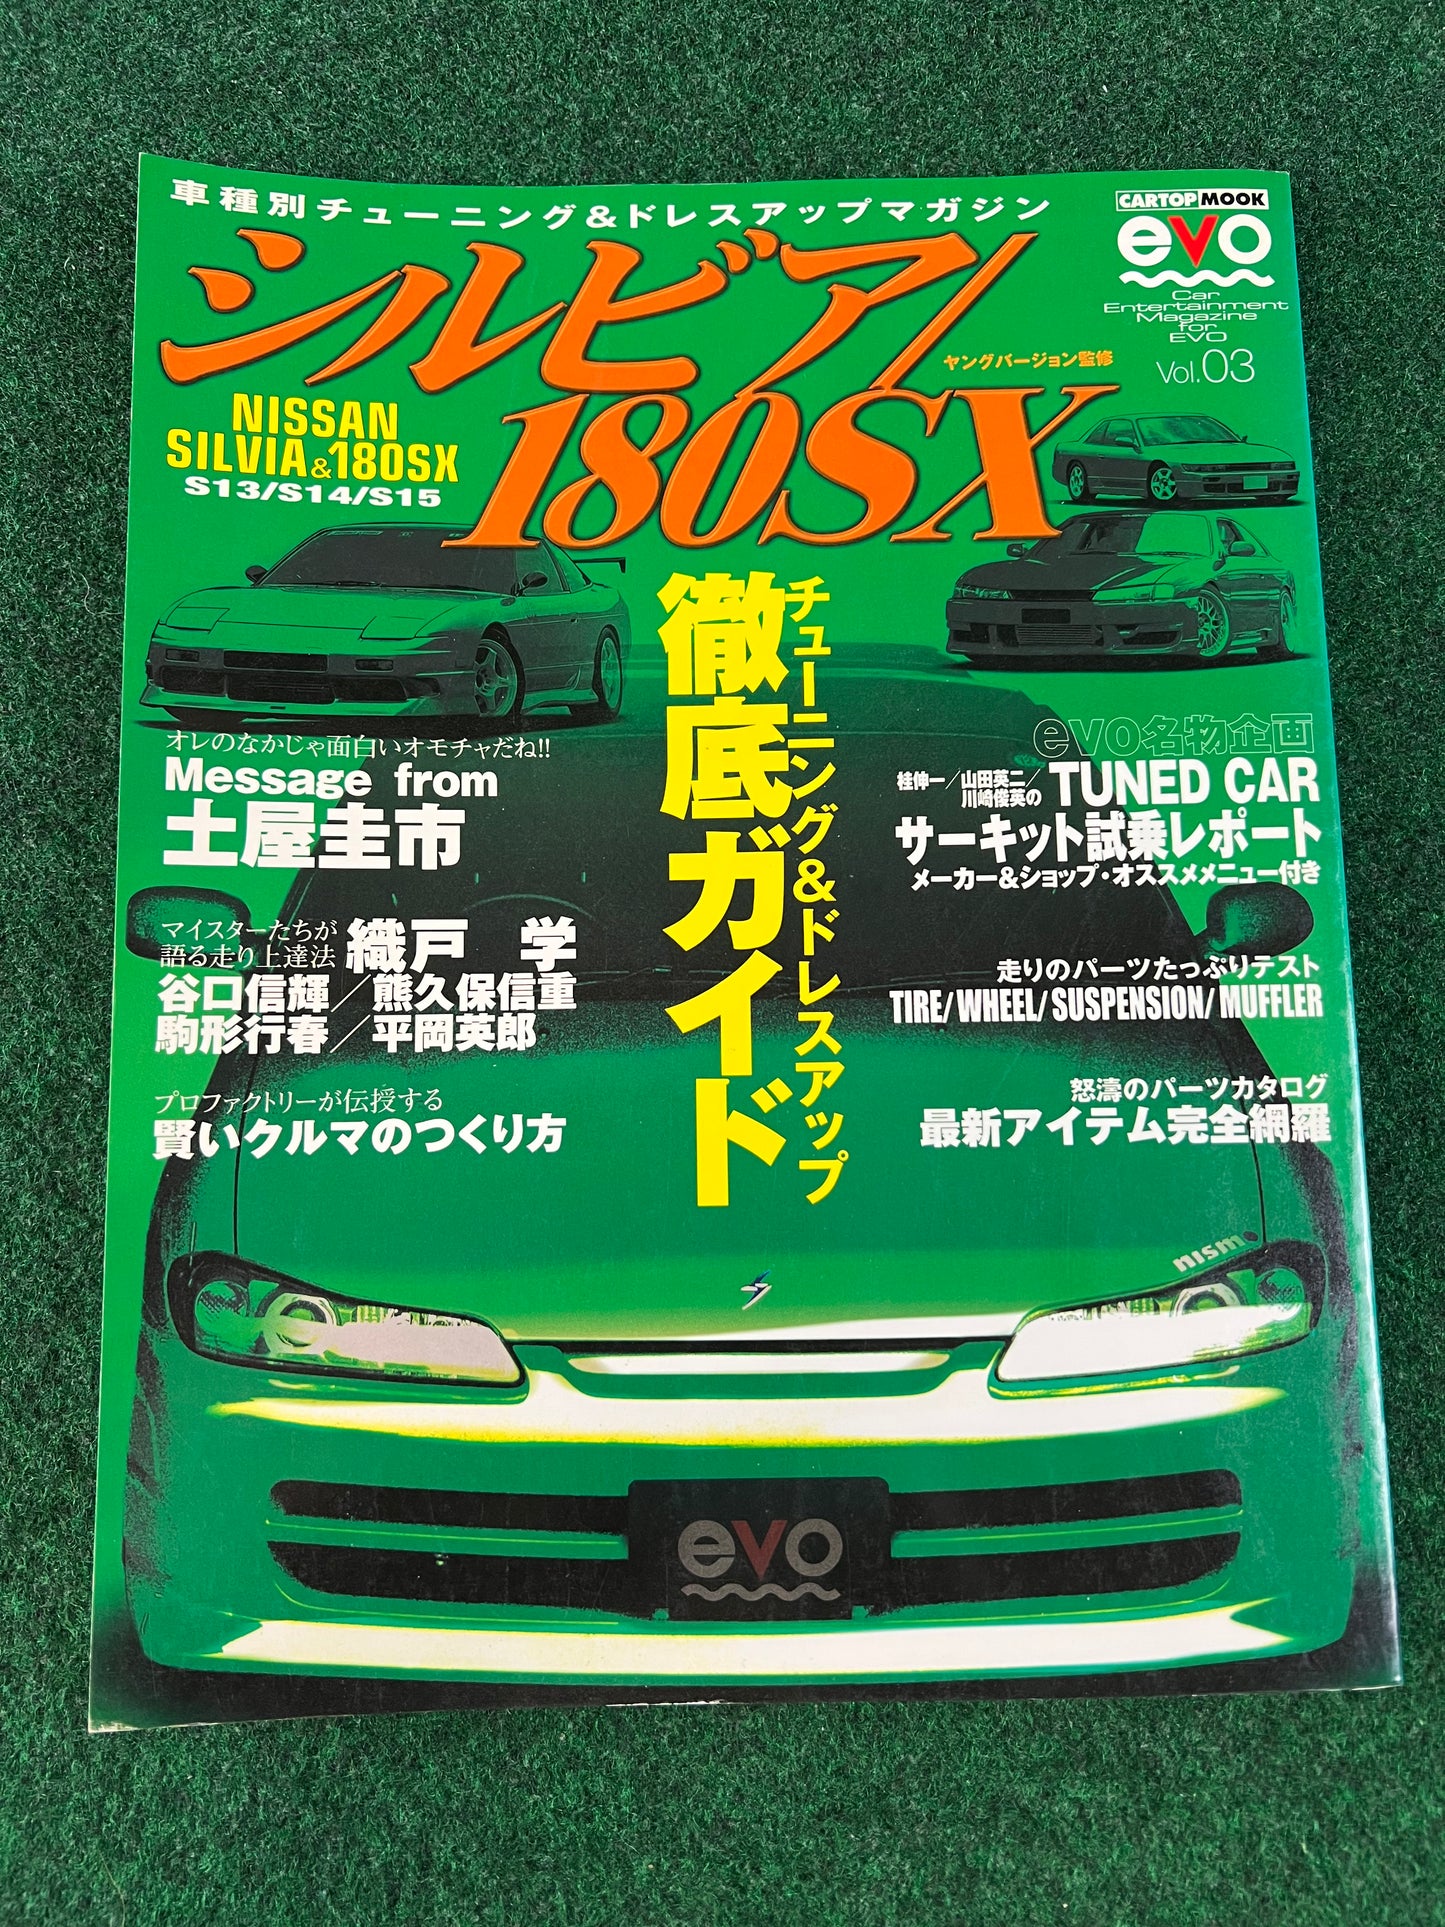 車種別チューニング&ドレスアップマガジン
CARTOP MOOK
evo
Car
Entertainment
Magazine
for
EVO
Vol.03
シルビア/
180SX
ヤングバージョン監修
NISSAN
SILVIA&180SX
S13/S14/S15
チューニング&ドレスアップ
徹底ガイド
オレのなかじゃ面白いオモチャだね!!
Message from
土屋圭市
マイスターたちが
語る走り上達法
織戸 学
谷口信輝/熊久保信重
駒形行春/平岡英郎
プロファクトリーが伝授する
賢いクルマのつくり方
evo名物企画
桂伸一/山田英二/
川崎俊英の
TUNED CAR
サーキット試乗レポート
メーカー&ショップ・オススメメニュー付き
走りのパーツたっぷりテスト
TIRE/WHEEL/SUSPENSION/MUFFLER
怒濤のパーツカタログ
最新アイテム完全網羅
nismo
evo